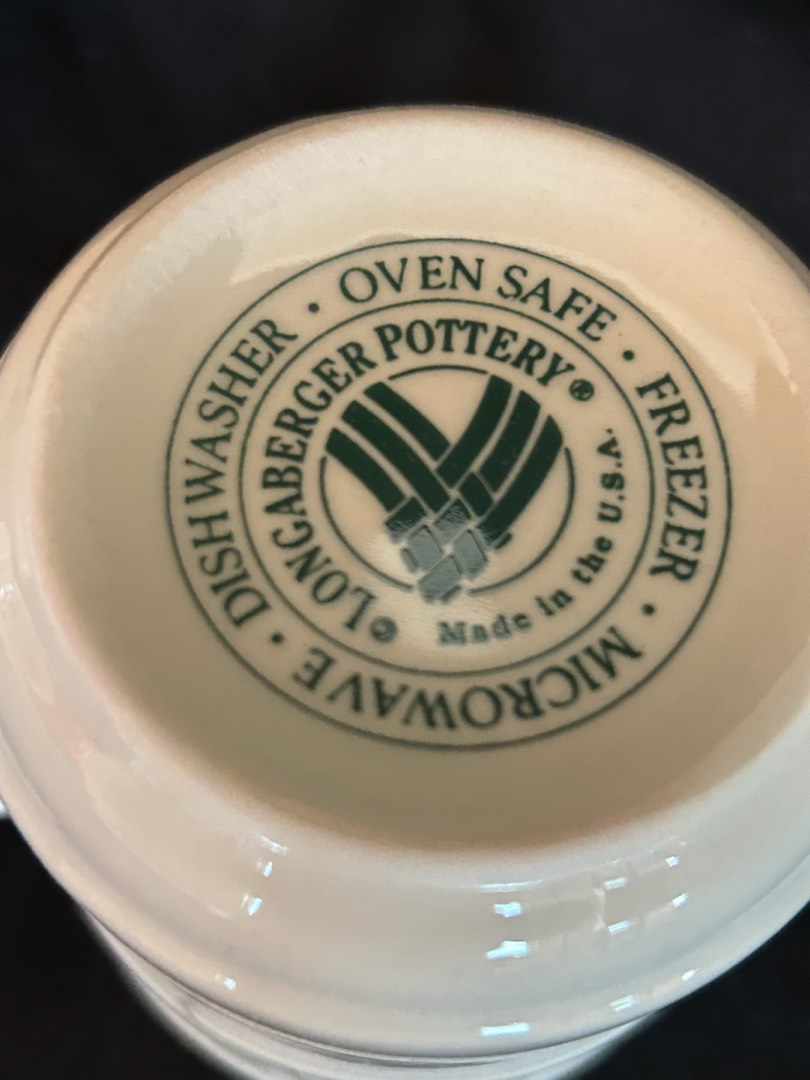 OVEN SAFE • FREEZER • MICROWAVE • DISHWASHER •
© LONGABERGER POTTERY®
Made in the U.S.A.